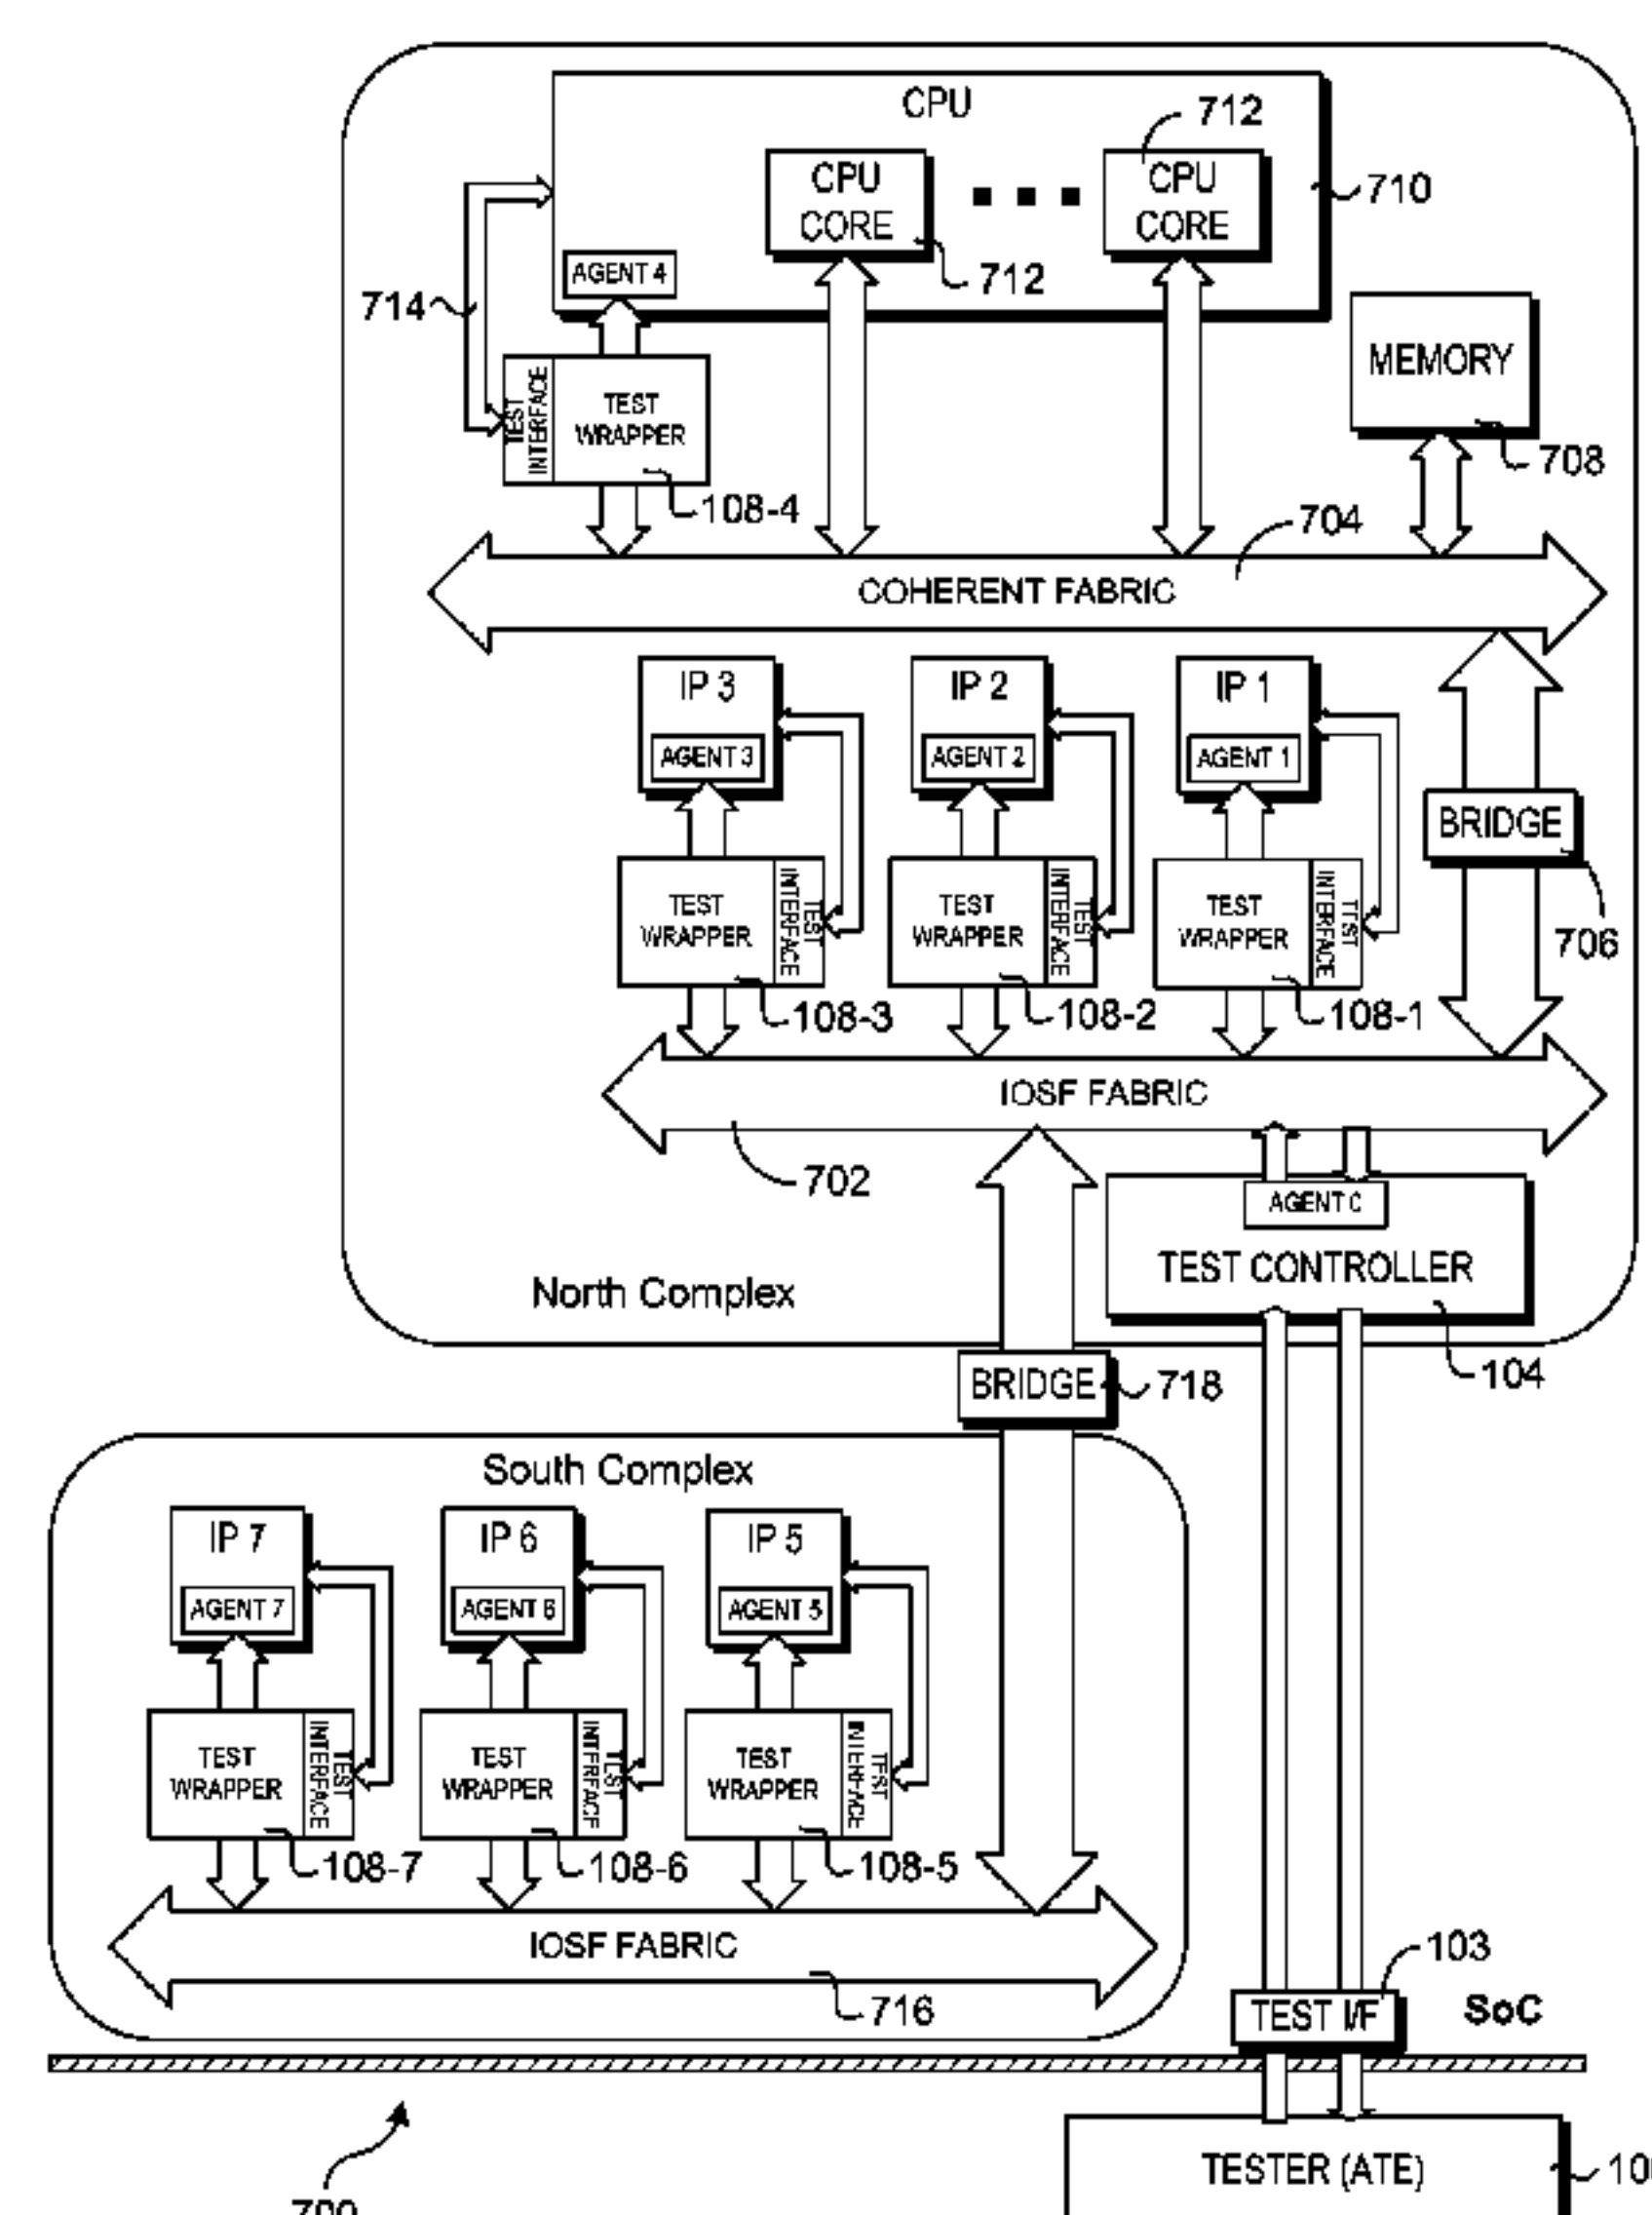 CPU
712
CPU
CORE
CPU
CORE
710
712
AGENT 4
714
MEMORY
708
TEST
INTERFACE
TEST
WRAPPER
108-4
704
COHERENT FABRIC
IP 3
AGENT 3
IP 2
AGENT 2
IP 1
AGENT 1
BRIDGE
706
TEST
WRAPPER
TEST
INTERFACE
108-3
TEST
WRAPPER
TEST
INTERFACE
108-2
TEST
WRAPPER
TEST
INTERFACE
108-1
IOSF FABRIC
702
AGENT C
TEST CONTROLLER
104
North Complex
BRIDGE
718
South Complex
IP 7
AGENT 7
IP 6
AGENT 6
IP 5
AGENT 5
TEST
WRAPPER
TEST
INTERFACE
108-7
TEST
WRAPPER
TEST
INTERFACE
108-6
TEST
WRAPPER
TEST
INTERFACE
108-5
IOSF FABRIC
716
103
TEST I/F
SoC
TESTER (ATE)
700